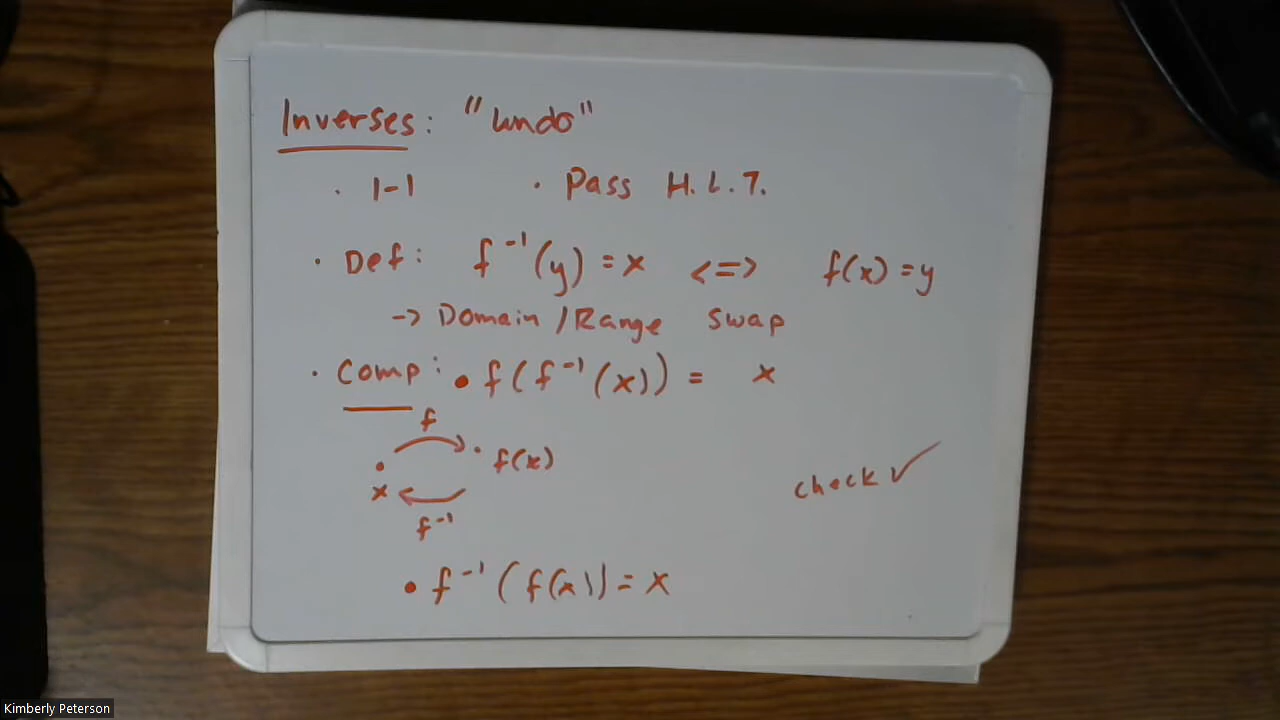 Inverses: "undo"
· 1-1 · Pass H.L.T.
· Def: f⁻¹(y) = x <=> f(x) = y
-> Domain/Range swap
· Comp: • f(f⁻¹(x)) = x
f
· · f(x)
x
f⁻¹
check ✓
• f⁻¹(f(x)) = x
Kimberly Peterson